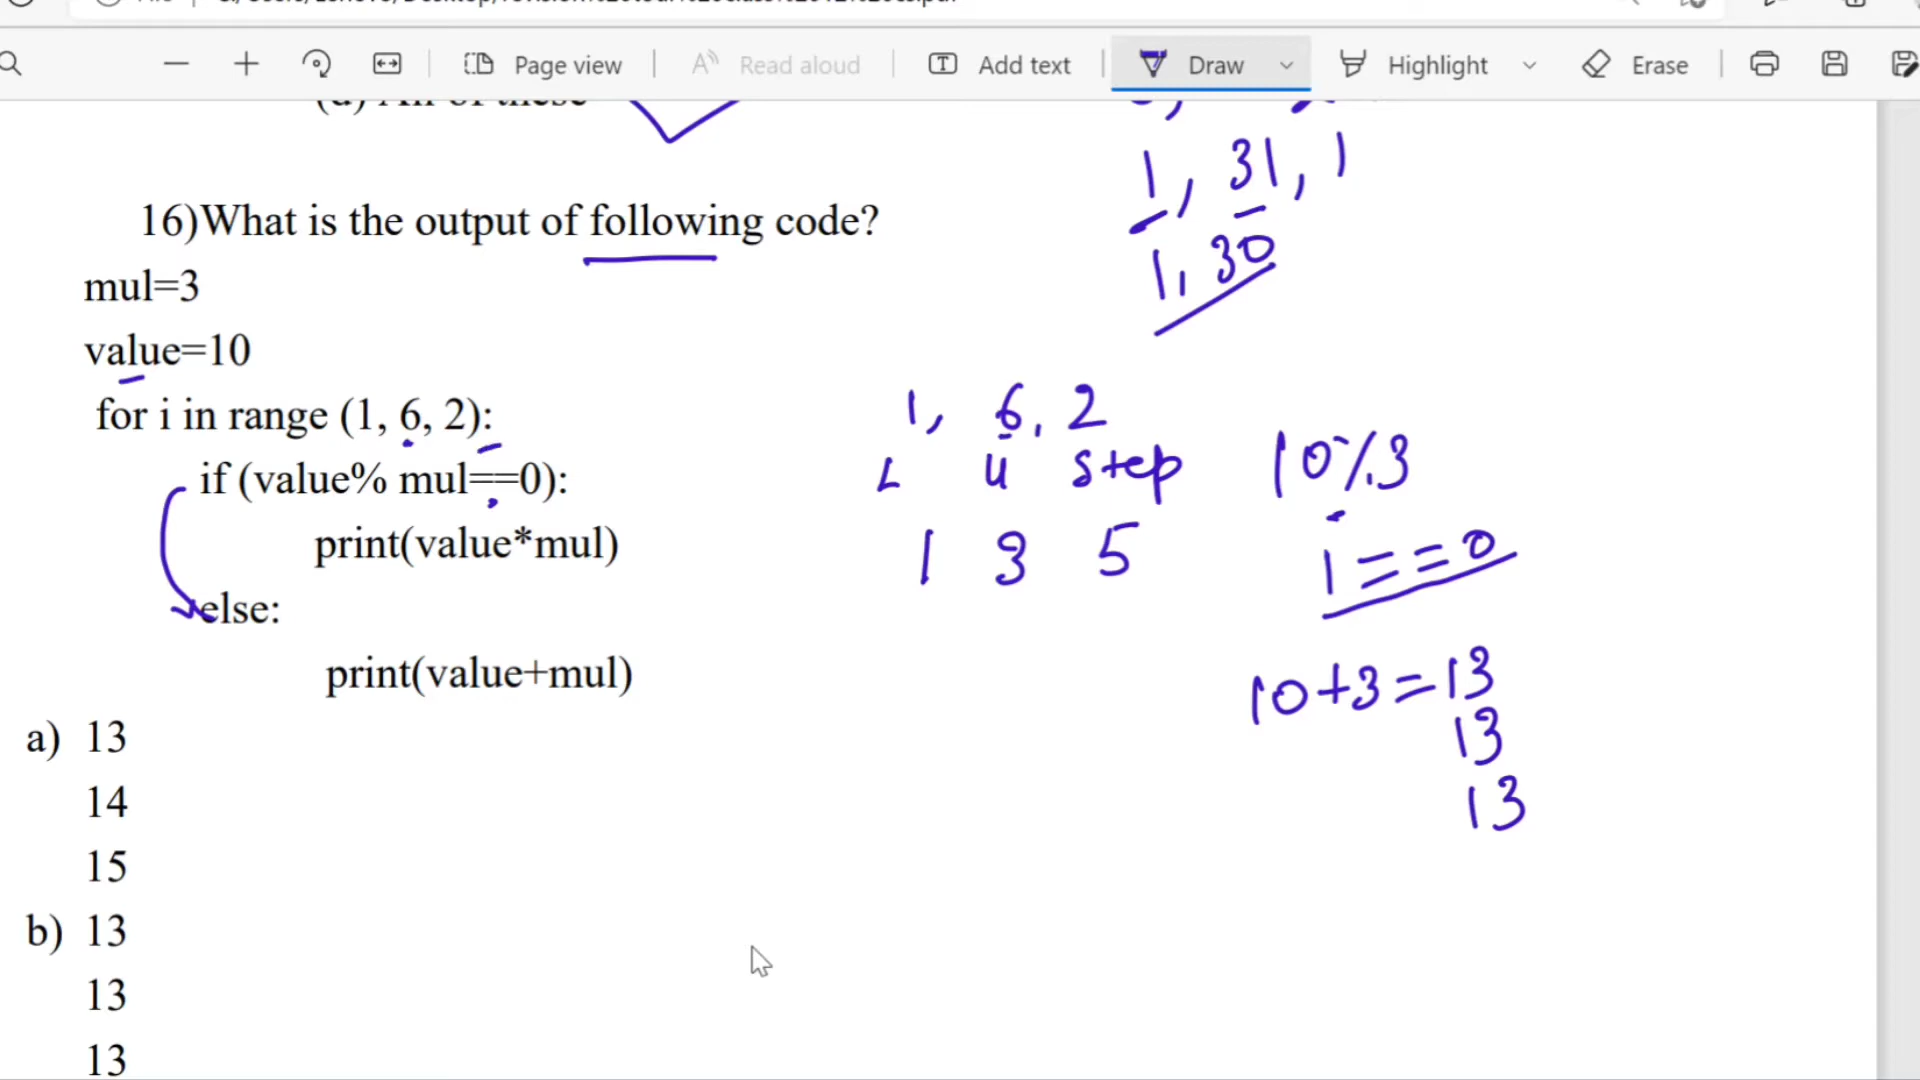 Page view
Read aloud
Add text
Draw
Highlight
Erase
(d) All of these
1, 31, 1
1, 30
16)What is the output of following code?
mul=3
value=10
for i in range (1, 6, 2):
if (value% mul==0):
print(value*mul)
else:
print(value+mul)
1, 6, 2
L U Step
1 3 5
10%3
1==0
10+3=13
13
13
a) 13
14
15
b) 13
13
13